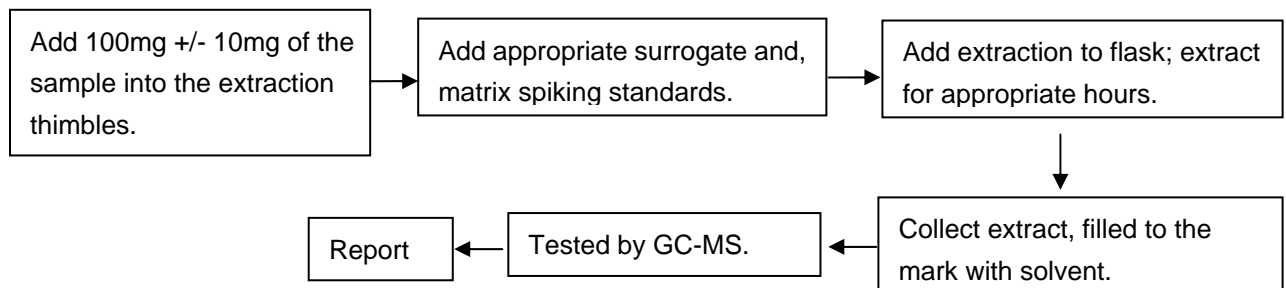 Add 100mg +/- 10mg of the
sample into the extraction
thimbles.
Add appropriate surrogate and,
matrix spiking standards.
Add extraction to flask; extract
for appropriate hours.
Collect extract, filled to the
mark with solvent.
Tested by GC-MS.
Report